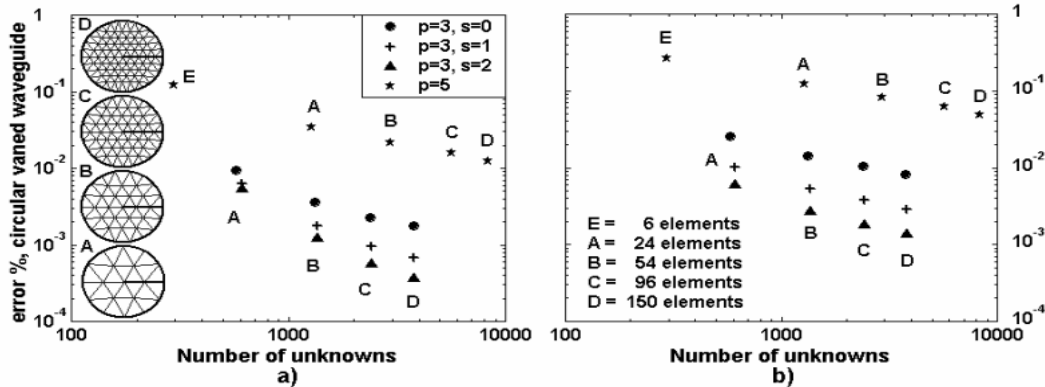 error %, circular vaned waveguide
1
10-1
10-2
10-3
10-4
D
C
B
A
E
A
B
C
D
A
B
C
D
p=3, s=0
p=3, s=1
p=3, s=2
p=5
100
1000
10000
Number of unknowns
a)
E
A
B
C
D
A
B
C
D
E = 6 elements
A = 24 elements
B = 54 elements
C = 96 elements
D = 150 elements
1
10-1
10-2
10-3
10-4
100
1000
10000
Number of unknowns
b)